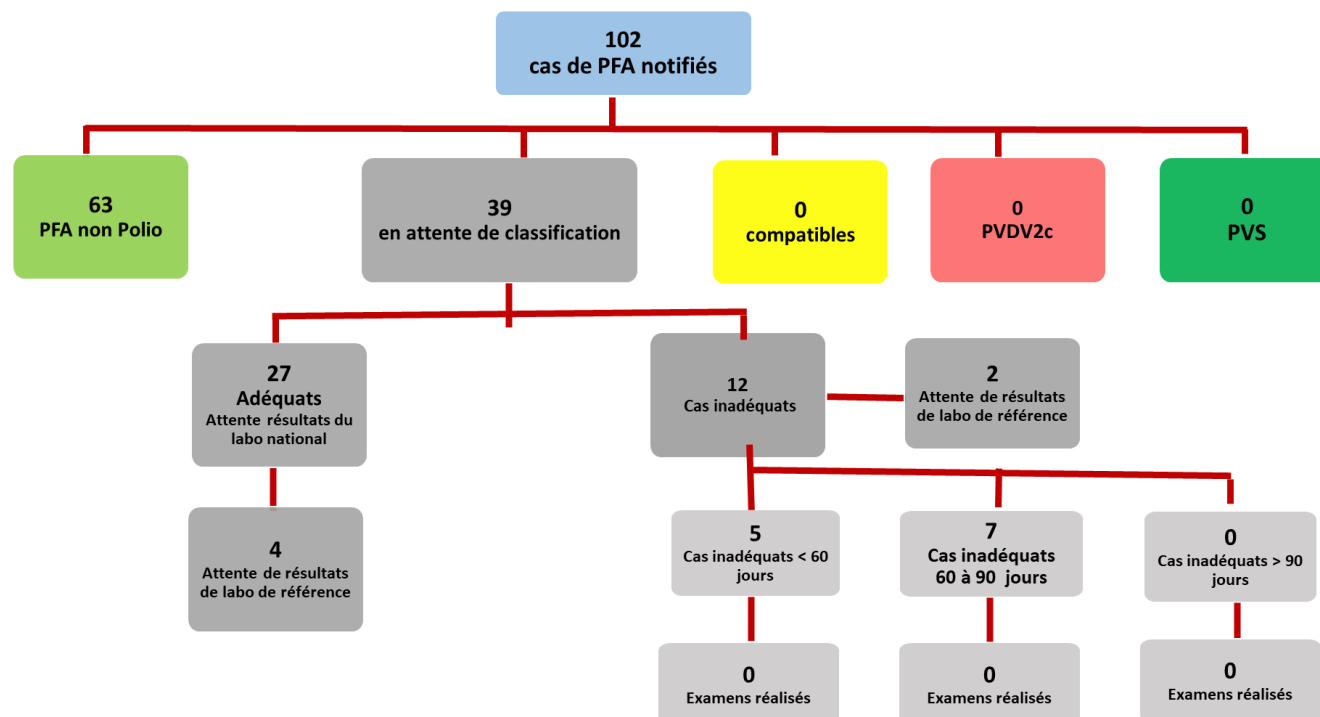 102
cas de PFA notifiés
63
PFA non Polio
39
en attente de classification
0
compatibles
0
PVDV2c
0
PVS
27
Adéquats
Attente résultats du
labo national
12
Cas inadéquats
2
Attente de résultats
de labo de référence
4
Attente de résultats
de labo de référence
5
Cas inadéquats < 60
jours
7
Cas inadéquats
60 à 90 jours
0
Cas inadéquats > 90
jours
0
Examens réalisés
0
Examens réalisés
0
Examens réalisés